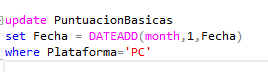 update PuntuacionBasicas
set Fecha = DATEADD(month,1,Fecha)
where Plataforma='PC'